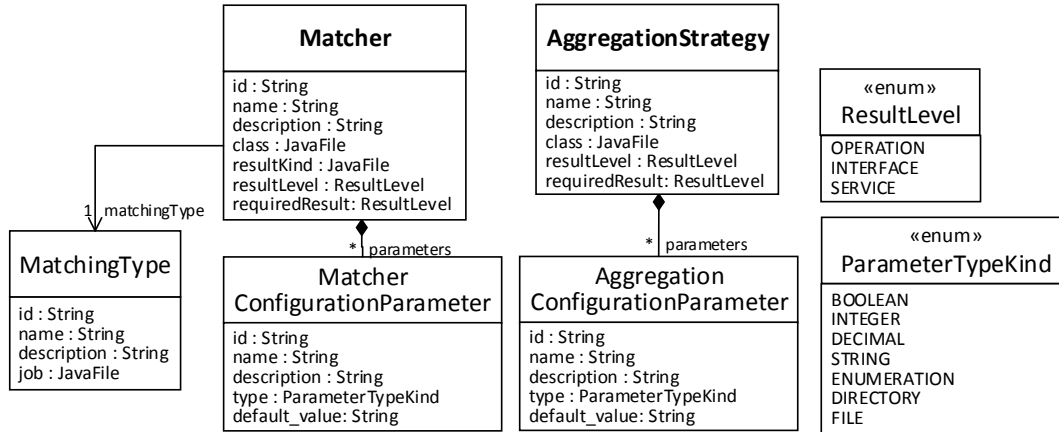 Matcher
id : String
name : String
description : String
class : JavaFile
resultKind : JavaFile
resultLevel : ResultLevel
requiredResult: ResultLevel
AggregationStrategy
id : String
name : String
description : String
class : JavaFile
resultLevel : ResultLevel
requiredResult: ResultLevel
«enum»
ResultLevel
OPERATION
INTERFACE
SERVICE
1 matchingType
* parameters
* parameters
MatchingType
id : String
name : String
description : String
job : JavaFile
Matcher
ConfigurationParameter
id : String
name : String
description : String
type : ParameterTypeKind
default_value: String
Aggregation
ConfigurationParameter
id : String
name : String
description : String
type : ParameterTypeKind
default_value: String
«enum»
ParameterTypeKind
BOOLEAN
INTEGER
DECIMAL
STRING
ENUMERATION
DIRECTORY
FILE